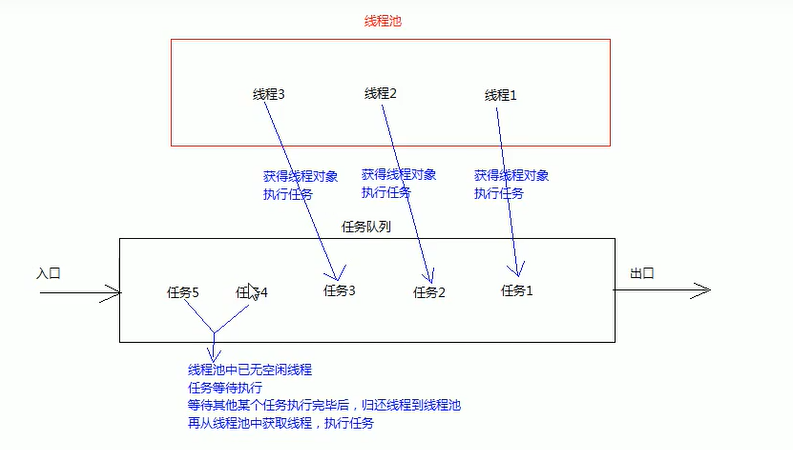 线程池
线程3
线程2
线程1
获得线程对象
执行任务
获得线程对象
执行任务
获得线程对象
执行任务
任务队列
入口
出口
任务5
任务4
任务3
任务2
任务1
线程池中已无空闲线程
任务等待执行
等待其他某个任务执行完毕后，归还线程到线程池
再从线程池中获取线程，执行任务